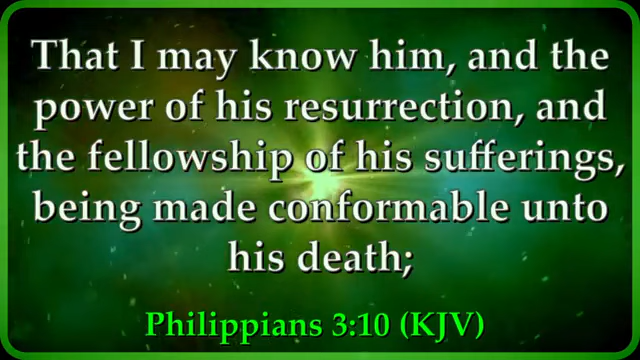 That I may know him, and the
power of his resurrection, and
the fellowship of his sufferings,
being made conformable unto
his death;
Philippians 3:10 (KJV)